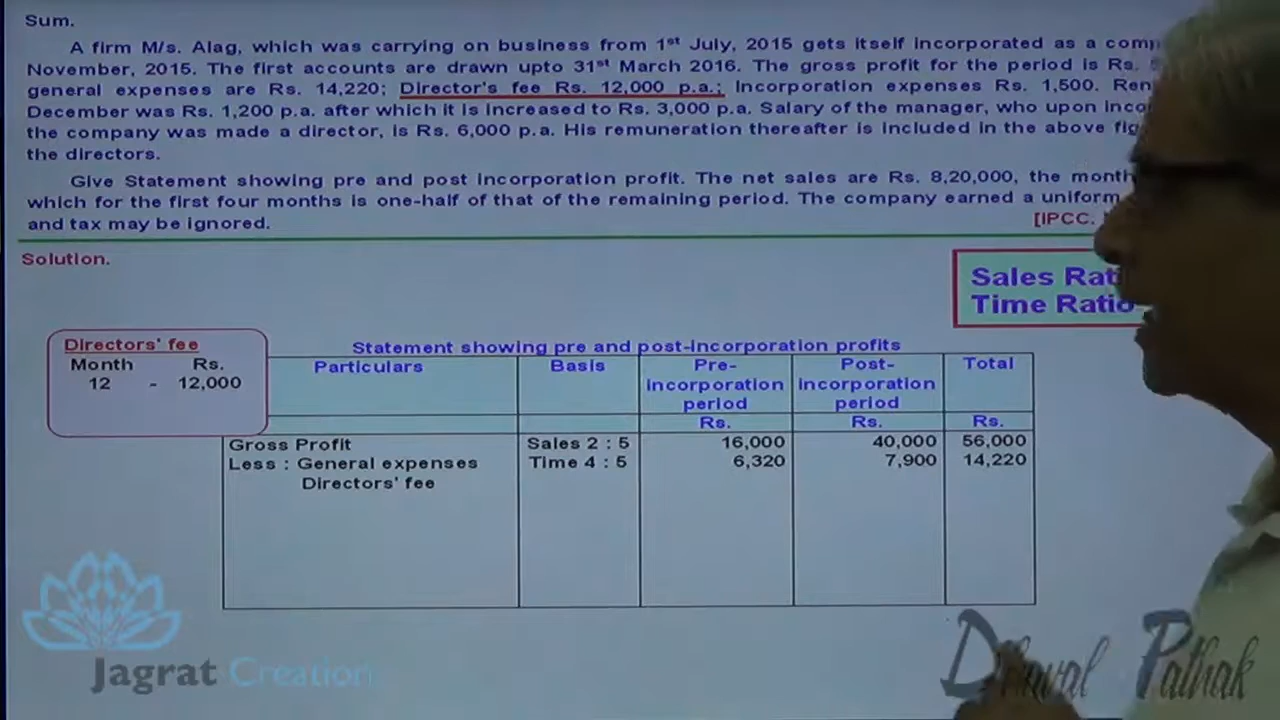 Sum.
A firm M/s. Alag, which was carrying on business from 1st July, 2015 gets itself incorporated as a
November, 2015. The first accounts are drawn upto 31st March 2016. The gross profit for the period is Rs.
general expenses are Rs. 14,220; Director's fee Rs. 12,000 p.a.; Incorporation expenses Rs. 1,500.
December was Rs. 1,200 p.a. after which it is increased to Rs. 3,000 p.a. Salary of the manager, who upon
the company was made a director, is Rs. 6,000 p.a. His remuneration thereafter is included in the above
the directors.
Give Statement showing pre and post incorporation profit. The net sales are Rs. 8,20,000, the
which for the first four months is one-half of that of the remaining period. The company earned a uniform
and tax may be ignored. [IPCC.
Solution.
Sales
Time Ratio
Directors' fee
Month Rs.
12 - 12,000
Statement showing pre and post-incorporation profits
Particulars Basis Pre- Post- Total
incorporation incorporation
period period
Rs. Rs. Rs.
Gross Profit Sales 2 : 5 16,000 40,000 56,000
Less : General expenses Time 4 : 5 6,320 7,900 14,220
Directors' fee
Jagrat Creation
Dhaval Pathak